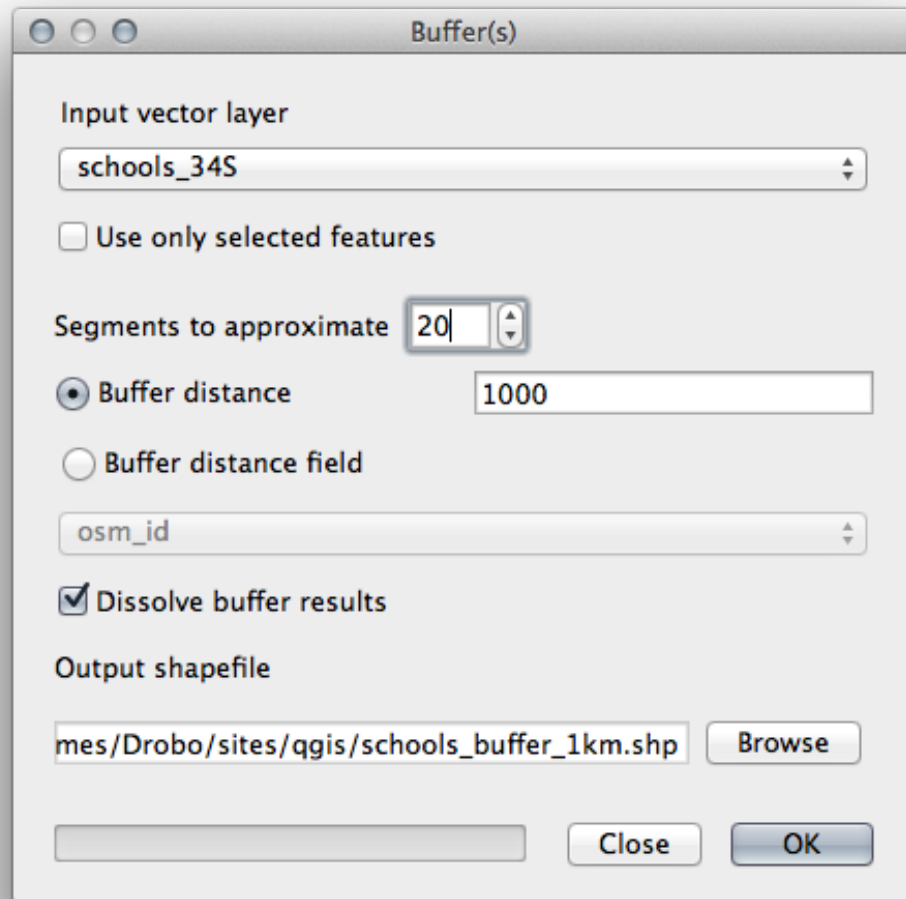 Buffer(s)
Input vector layer
schools_34S
Use only selected features
Segments to approximate 20
Buffer distance 1000
Buffer distance field
osm_id
Dissolve buffer results
Output shapefile
mes/Drobo/sites/qgis/schools_buffer_1km.shp Browse
Close OK